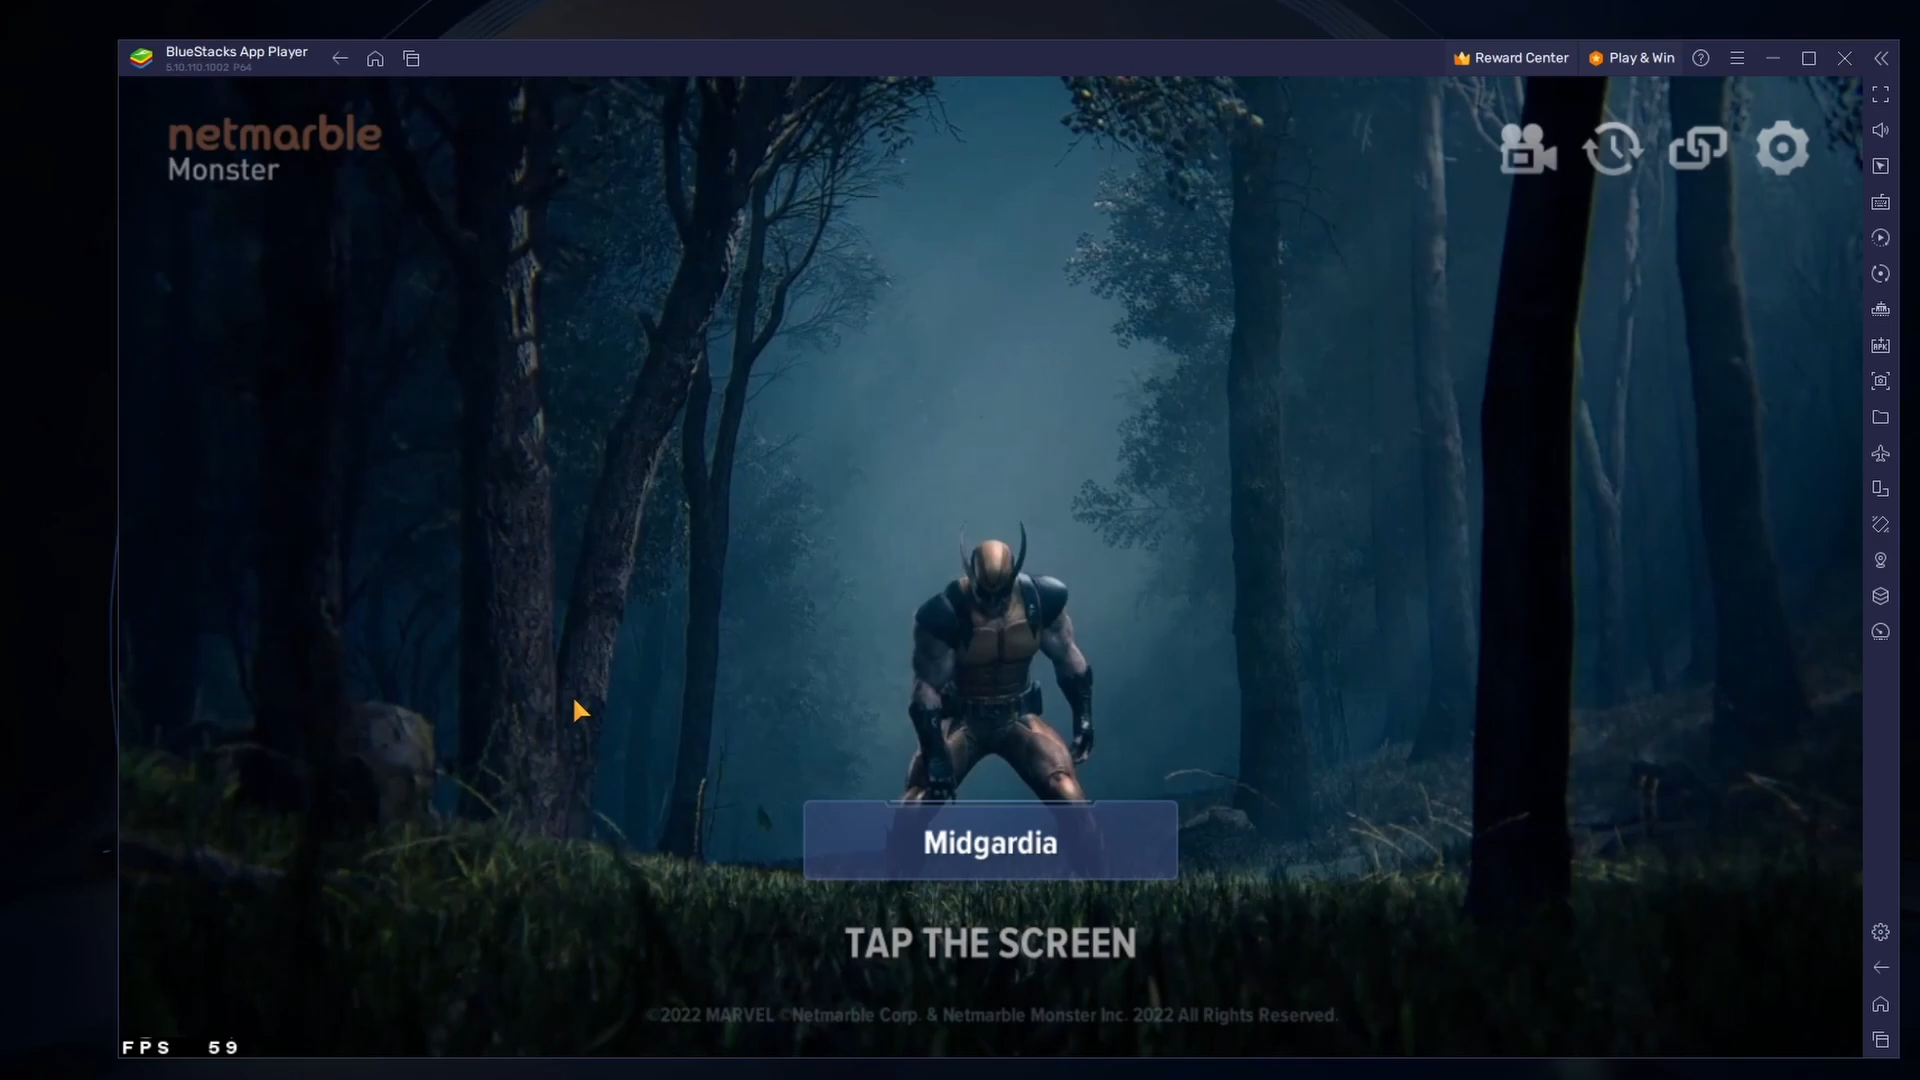 BlueStacks App Player
5.10.110.1002 P64
Reward Center
Play & Win
netmarble
Monster
Midgardia
TAP THE SCREEN
©2022 MARVEL ©Netmarble Corp. & Netmarble Monster Inc. 2022 All Rights Reserved.
FPS 59